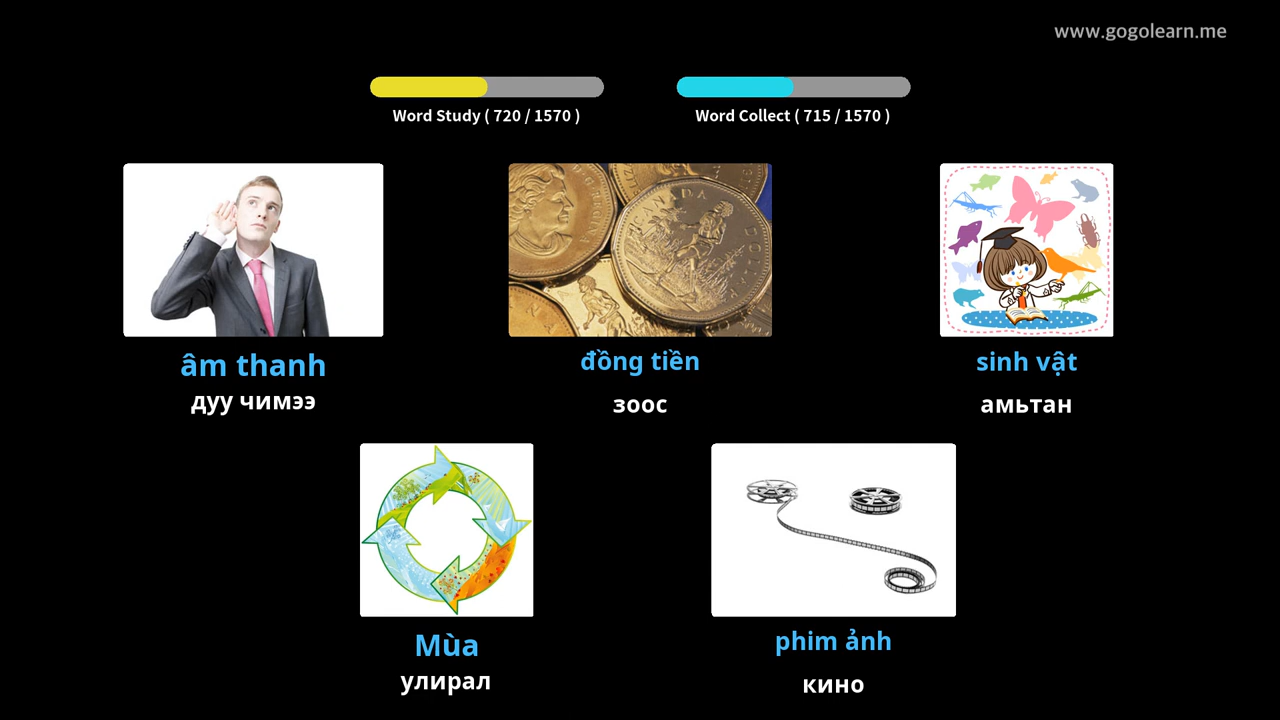 www.gogolearn.me
Word Study ( 720 / 1570 )
Word Collect ( 715 / 1570 )
âm thanh
дуу чимээ
đồng tiền
зоос
sinh vật
амьтан
Mùa
улирал
phim ảnh
кино